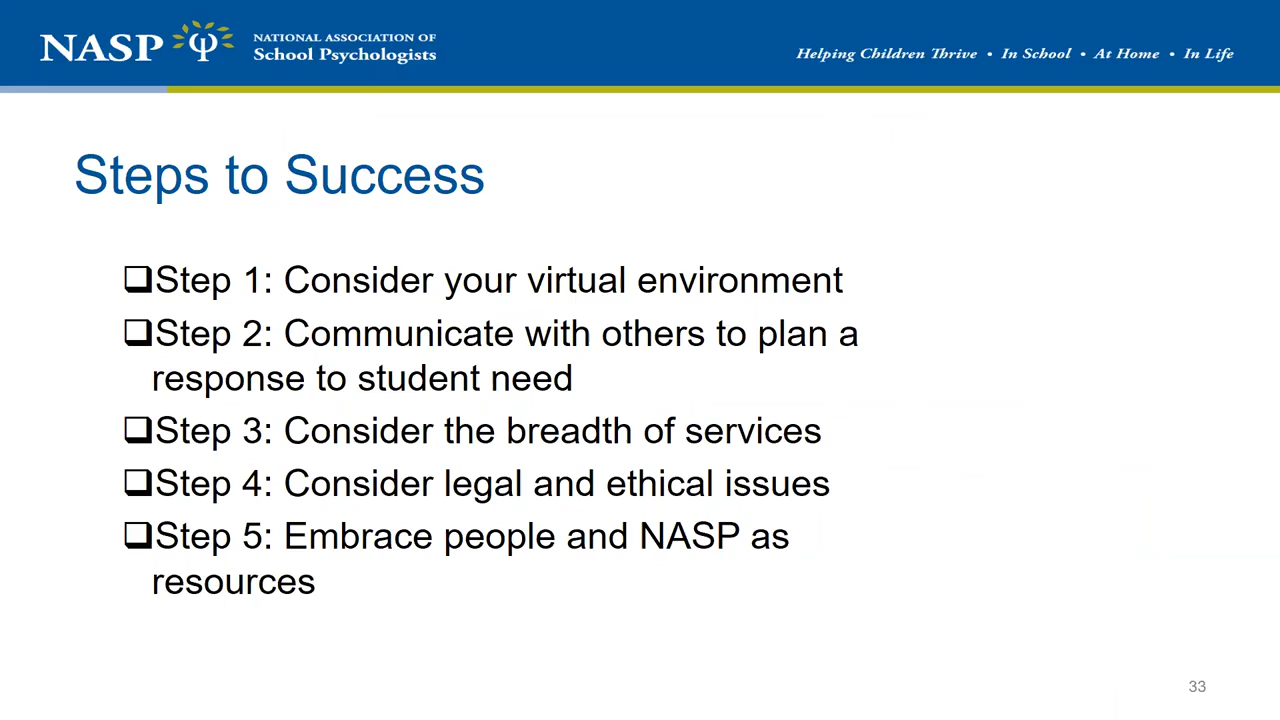 NASP
NATIONAL ASSOCIATION OF
School Psychologists
Helping Children Thrive • In School • At Home • In Life
Steps to Success
❑Step 1: Consider your virtual environment
❑Step 2: Communicate with others to plan a
response to student need
❑Step 3: Consider the breadth of services
❑Step 4: Consider legal and ethical issues
❑Step 5: Embrace people and NASP as
resources
33